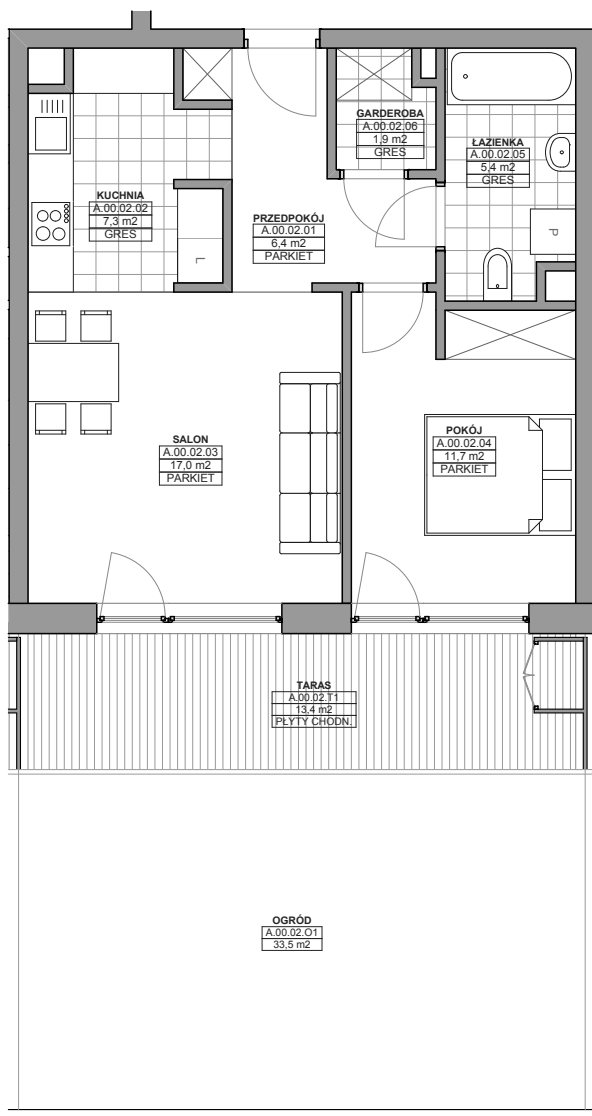 GARDEROBA
A.00.02.06
1,9 m2
GRES
ŁAZIENKA
A.00.02.05
5,4 m2
GRES
KUCHNIA
A.00.02.02
7,3 m2
GRES
PRZEDPOKÓJ
A.00.02.01
6,4 m2
PARKIET
P
L
SALON
A.00.02.03
17,0 m2
PARKIET
POKÓJ
A.00.02.04
11,7 m2
PARKIET
TARAS
A.00.02.T1
13,4 m2
PŁYTY CHODN.
OGRÓD
A.00.02.O1
33,5 m2